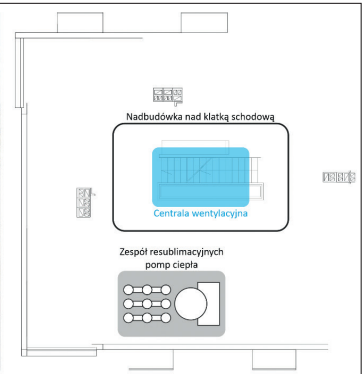 Nadbudówka nad klatką schodową
Centrala wentylacyjna
Zespół resublimacyjnych
pomp ciepła